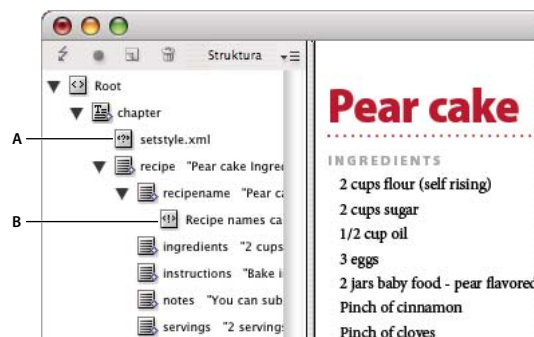 Struktura
Root
chapter
A
setstyle.xml
recipe "Pear cake Ingre
recipename "Pear c
B
Recipe names ca
ingredients "2 cups
instructions "Bake i
notes "You can sub
servings "2 serving
Pear cake
INGREDIENTS
2 cups flour (self rising)
2 cups sugar
1/2 cup oil
3 eggs
2 jars baby food - pear flavored
Pinch of cinnamon
Pinch of cloves